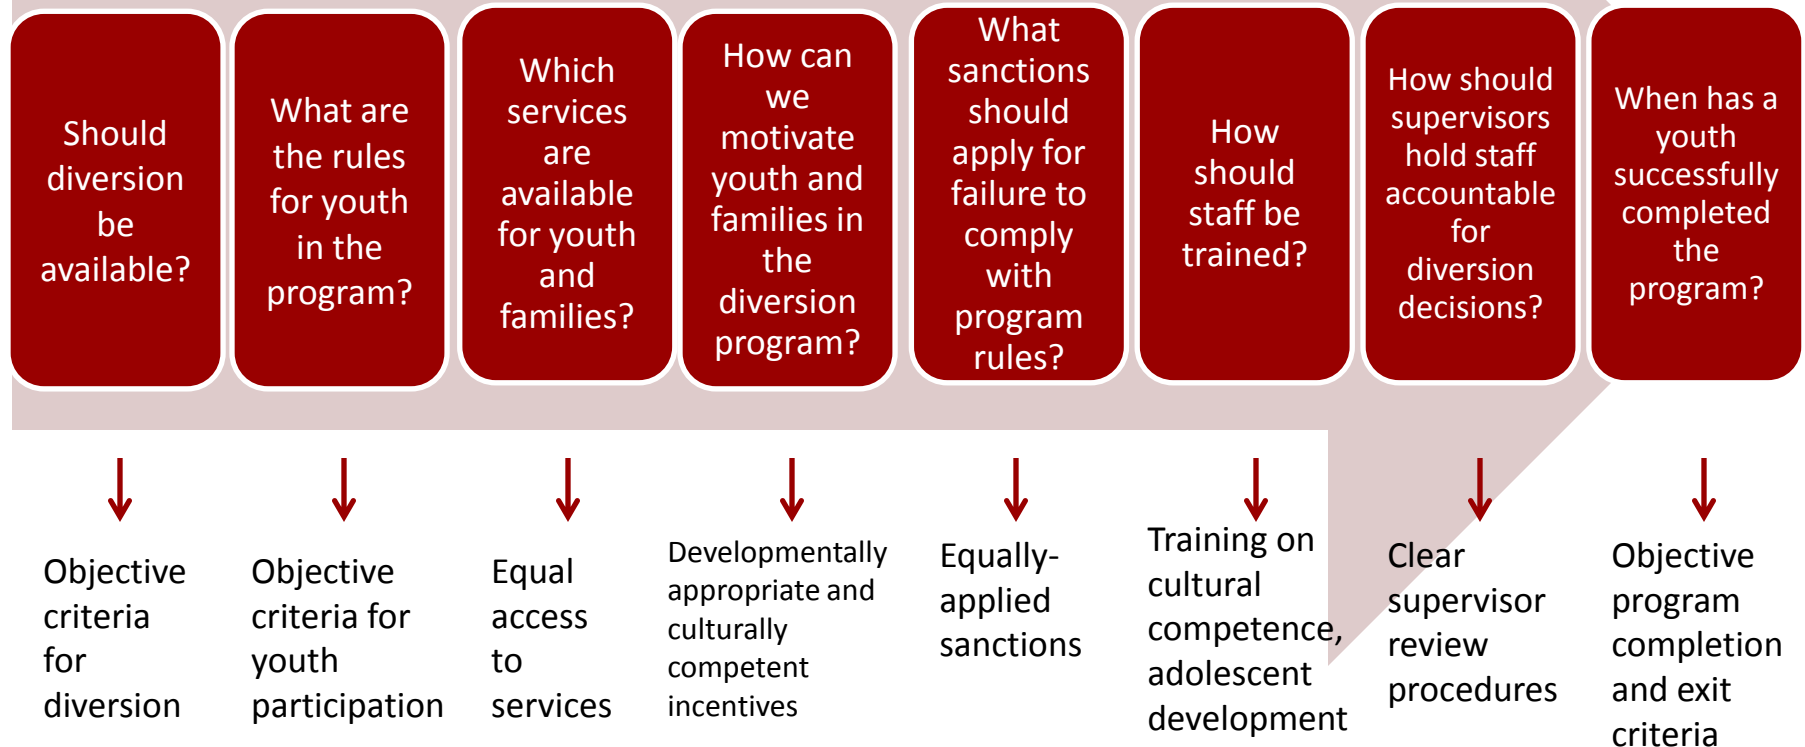 Should
diversion
be
available?
What are
the rules
for youth
in the
program?
Which
services
are
available
for youth
and
families?
How can
we
motivate
youth and
families in
the
diversion
program?
What
sanctions
should
apply for
failure to
comply
with
program
rules?
How
should
staff be
trained?
How should
supervisors
hold staff
accountable
for
diversion
decisions?
When has a
youth
successfully
completed
the
program?
Objective
criteria
for
diversion
Objective
criteria for
youth
participation
Equal
access
to
services
Developmentally
appropriate and
culturally
competent
incentives
Equally-
applied
sanctions
Training on
cultural
competence,
adolescent
development
Clear
supervisor
review
procedures
Objective
program
completion
and exit
criteria